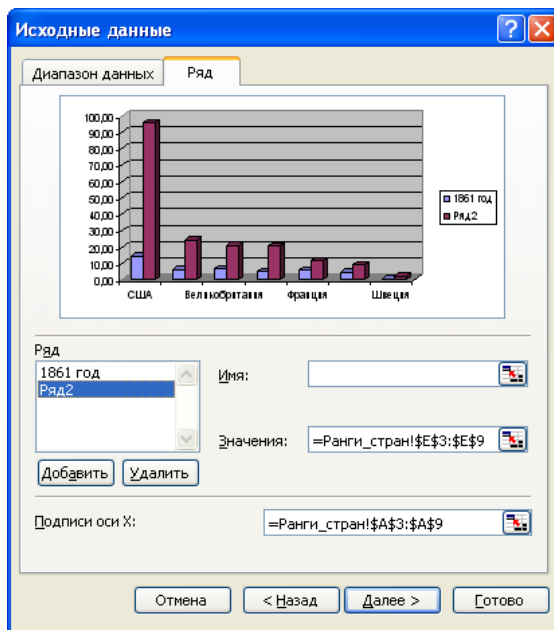 Исходные данные
Диапазон данных
Ряд
100,00
90,00
80,00
70,00
60,00
50,00
40,00
30,00
20,00
10,00
0,00
США
Великобритания
Франция
Швеция
1861 год
Ряд2
Ряд
1861 год
Ряд2
Имя:
Значения:
=Ранги_стран!$E$3:$E$9
Добавить
Удалить
Подписи оси X:
=Ранги_стран!$A$3:$A$9
Отмена
< Назад
Далее >
Готово